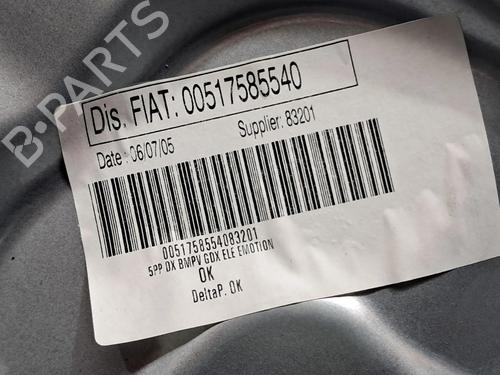 B-PARTS
Dis. FIAT: 00517585540
Date : 06/07/05
Supplier: 83201
0051758554083201
5PP DX BMPV GDX ELE EMOTION
OK
DeltaP. OK